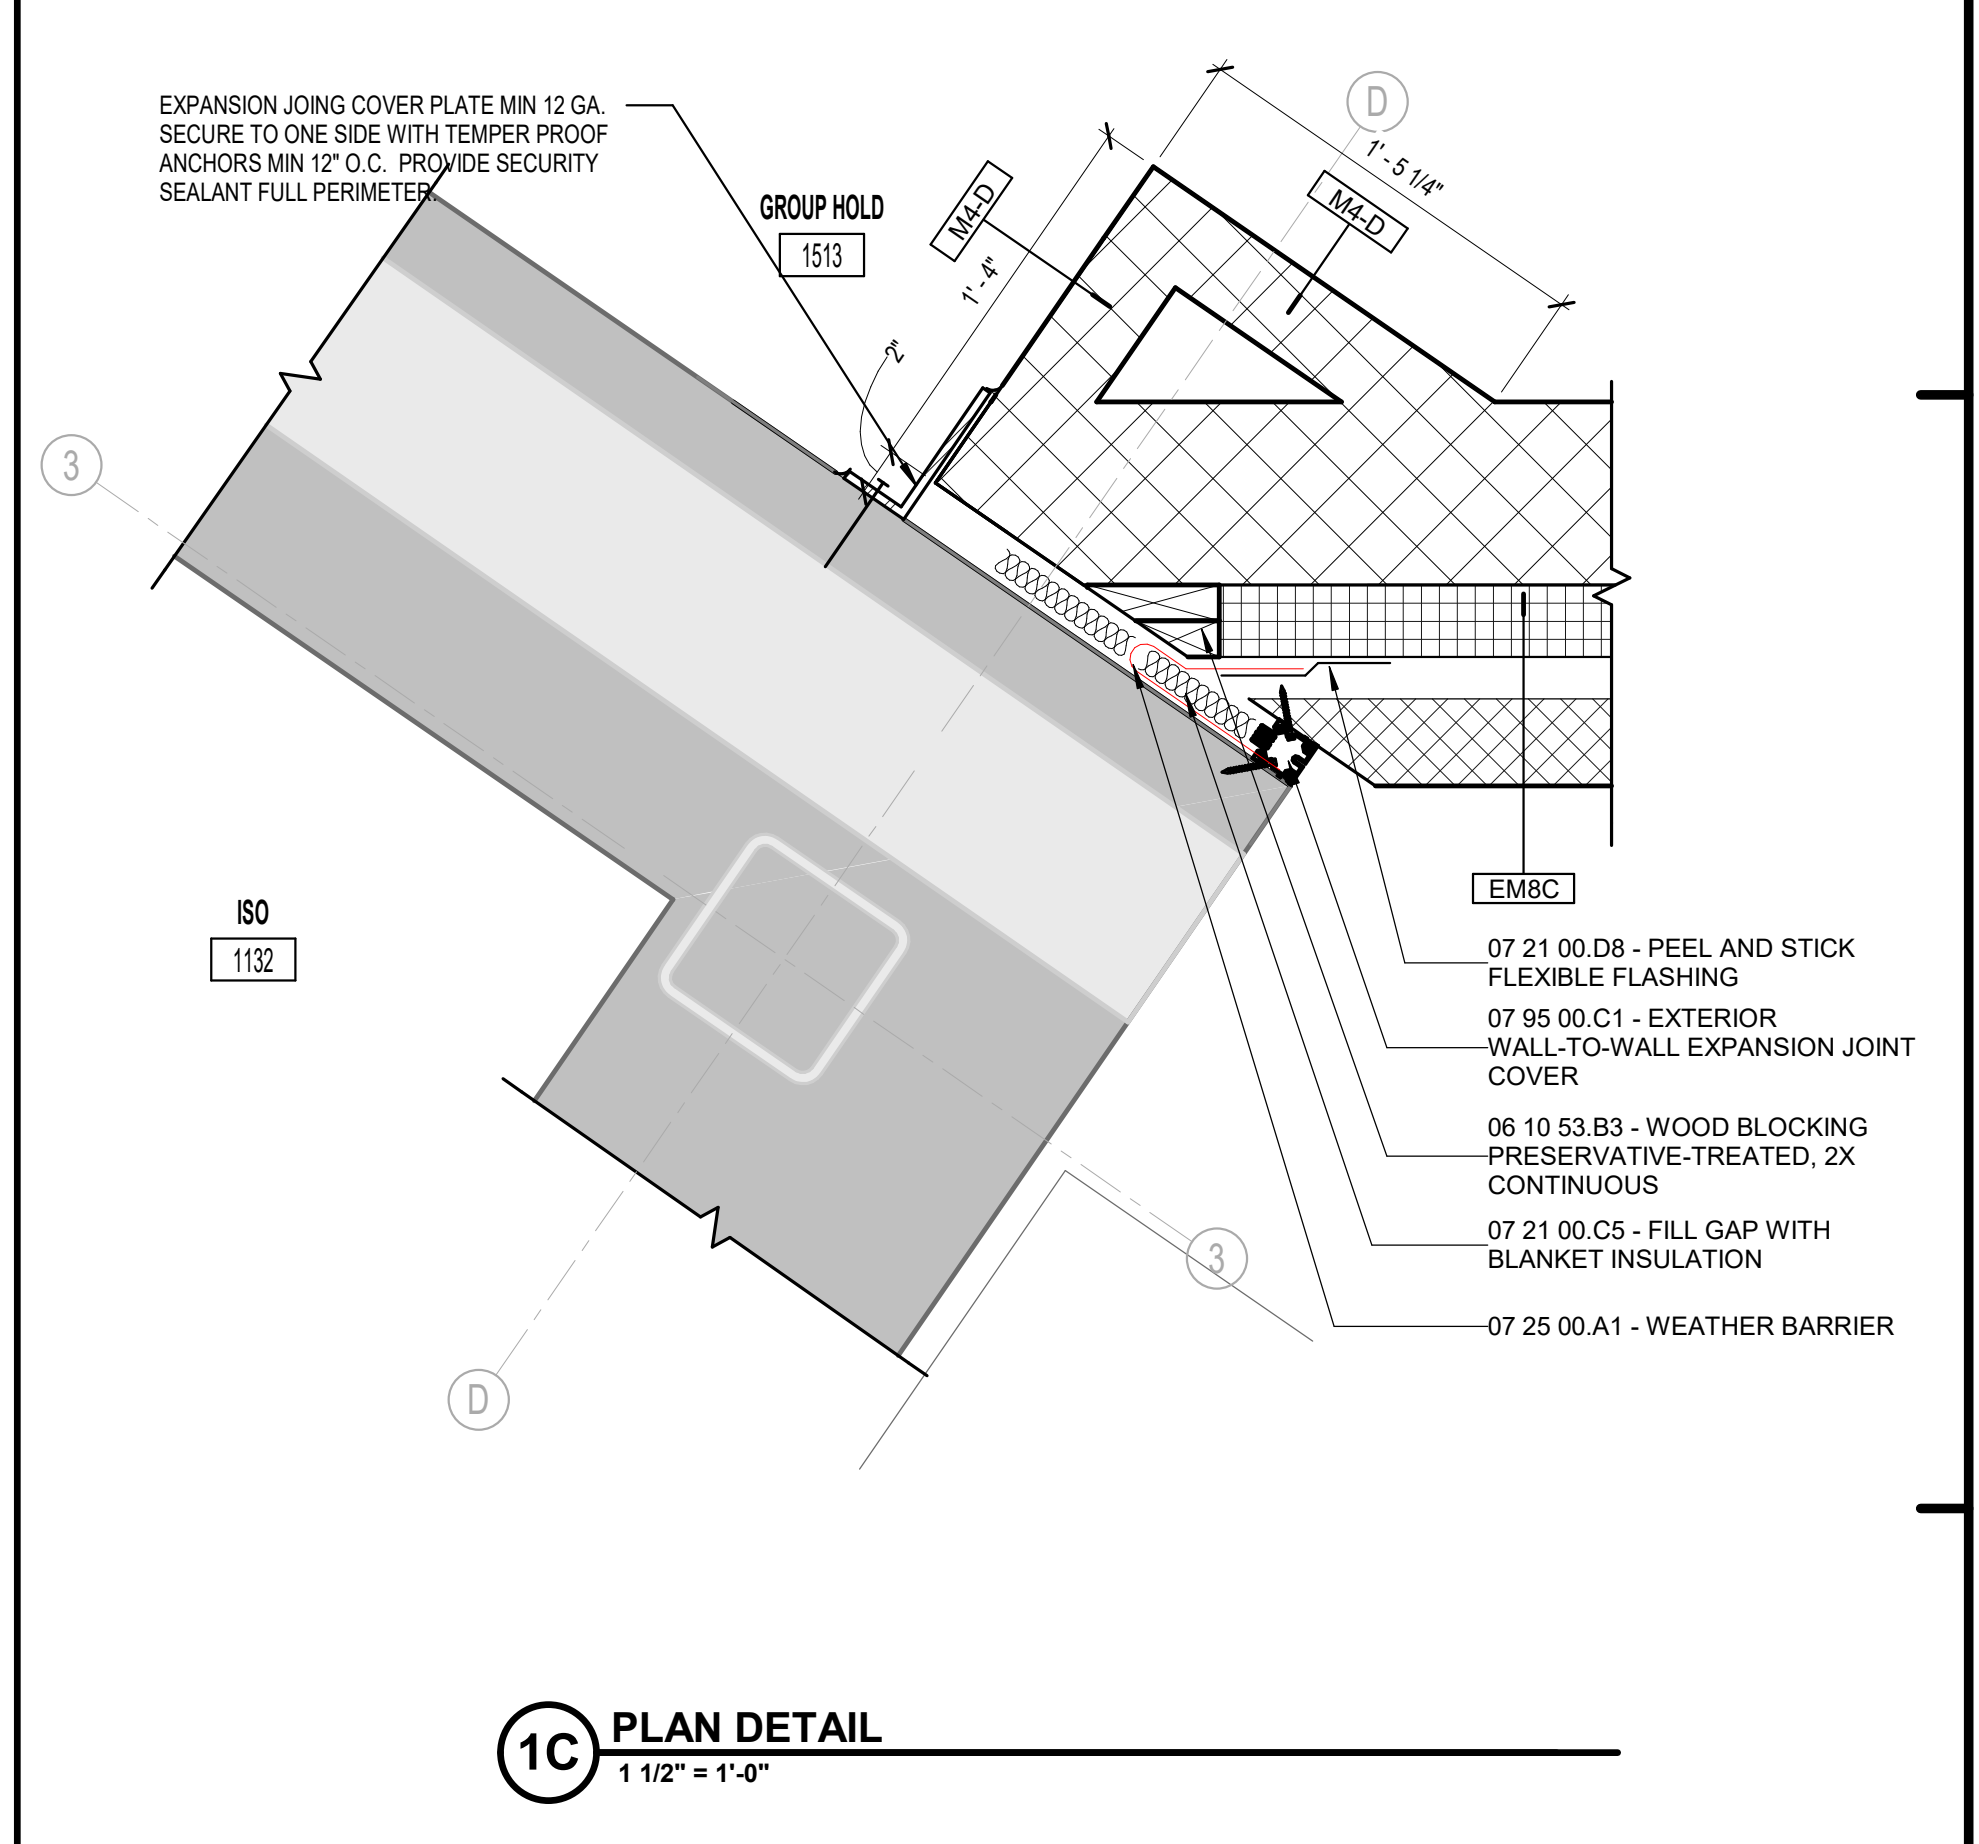 EXPANSION JOING COVER PLATE MIN 12 GA.
SECURE TO ONE SIDE WITH TEMPER PROOF
ANCHORS MIN 12" O.C. PROVIDE SECURITY
SEALANT FULL PERIMETER.
GROUP HOLD
1513
M4-D
M4-D
D
1' - 5 1/4"
1' - 4"
2"
3
ISO
1132
EM8C
07 21 00.D8 - PEEL AND STICK
FLEXIBLE FLASHING
07 95 00.C1 - EXTERIOR
WALL-TO-WALL EXPANSION JOINT
COVER
06 10 53.B3 - WOOD BLOCKING
PRESERVATIVE-TREATED, 2X
CONTINUOUS
07 21 00.C5 - FILL GAP WITH
BLANKET INSULATION
07 25 00.A1 - WEATHER BARRIER
3
D
1C
PLAN DETAIL
1 1/2" = 1'-0"